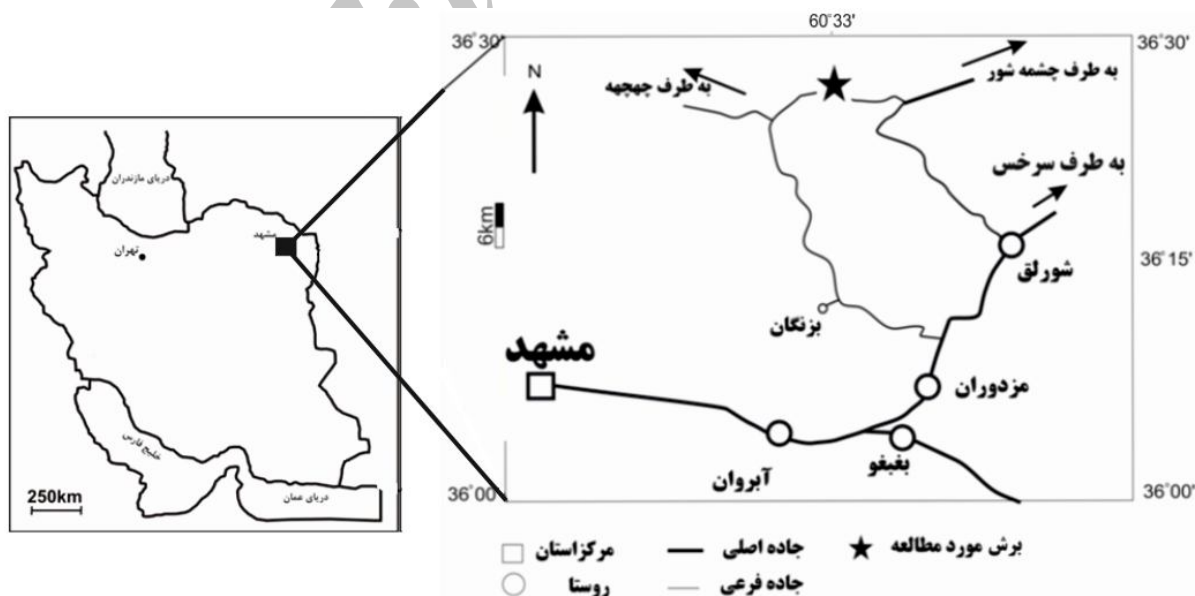 60°33'
36°30'
36°30'
N
به طرف چهچهه
به طرف چشمه شور
به طرف سرخس
6km
36°15'
شورلق
بزنگان
مشهد
مزدوران
بغبغو
آبروان
36°00'
36°00'
دریای مازندران
مشهد
تهران
خلیج فارس
دریای عمان
250km
برش مورد مطالعه
جاده اصلی
مرکزاستان
جاده فرعی
روستا